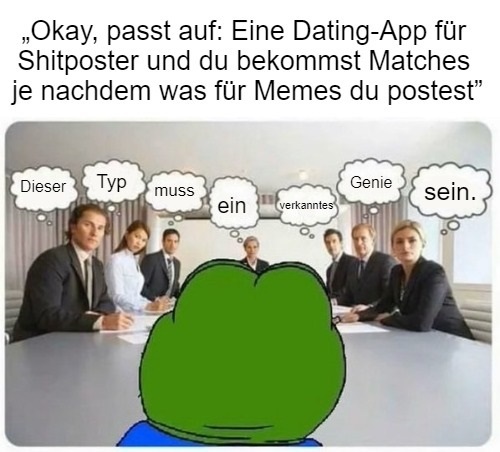 „Okay, passt auf: Eine Dating-App für
Shitposter und du bekommst Matches
je nachdem was für Memes du postest”
Dieser
Typ
muss
ein
verkanntes
Genie
sein.